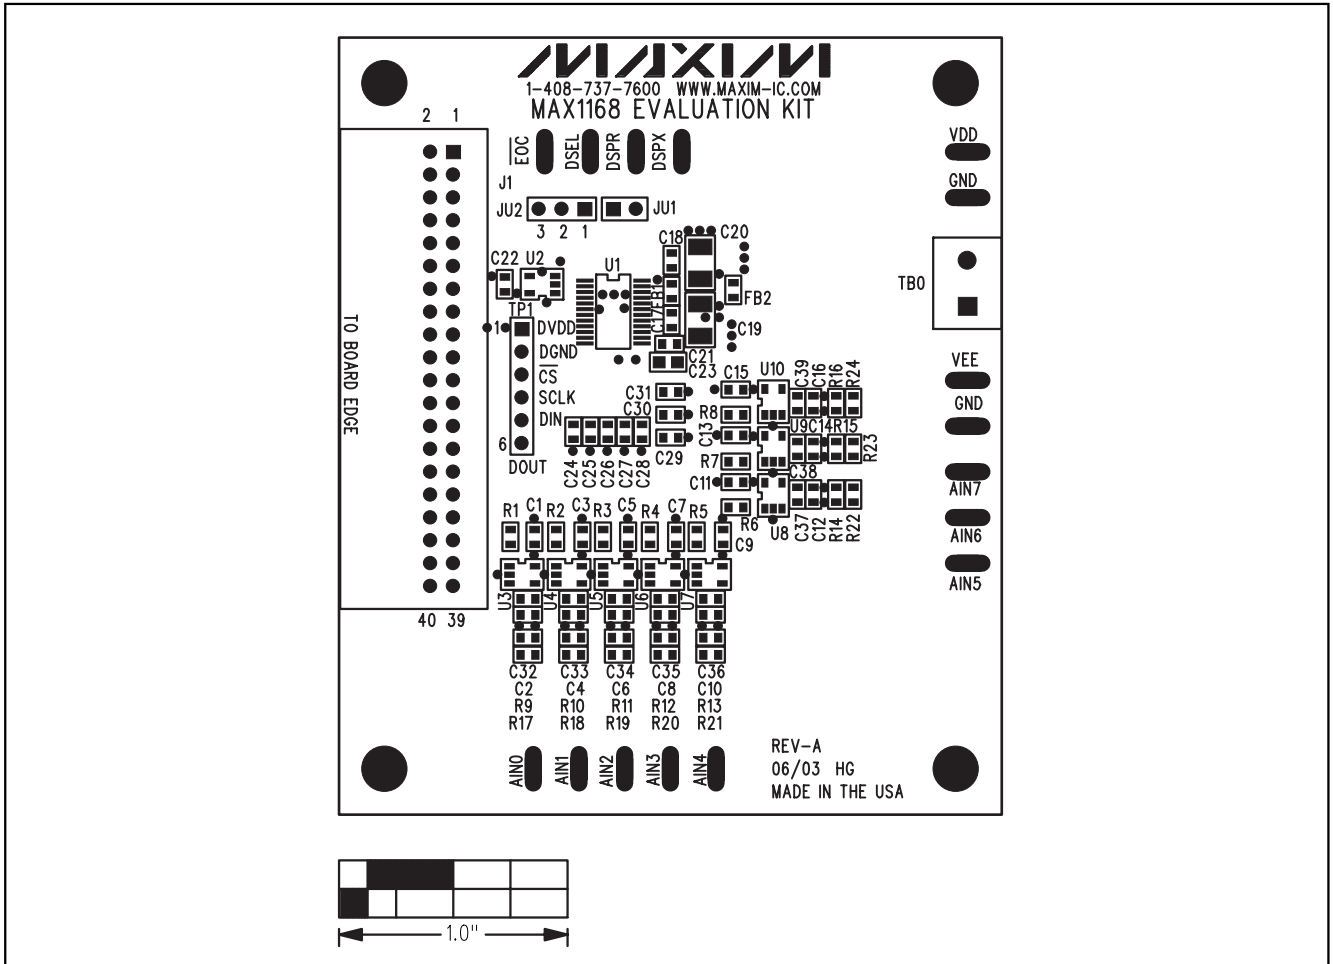 MAXIM
1-408-737-7600 WWW.MAXIM-IC.COM
MAX1168 EVALUATION KIT
2 1
EOC
DSEL
DSPR
DSPX
VDD
GND
J1
JU2
JU1
3 2 1
C18
C20
C22
U2
U1
TB0
FB1
FB2
TP1
C17
C19
1
DVDD
DGND
CS
SCLK
DIN
6
DOUT
TO BOARD EDGE
C21
C23
C31
C30
C29
C15
U10
C39
C16
R16
R24
R8
C13
U9
C14
R15
R23
R7
C38
C11
R6
U8
C37
C12
R14
R22
VEE
GND
AIN7
AIN6
AIN5
C24
C25
C26
C27
C28
R1 C1 R2 C3 R3 C5 R4 C7 R5
C9
U3
U4
U5
U6
U7
40 39
C32 C33 C34 C35 C36
C2 C4 C6 C8 C10
R9 R10 R11 R12 R13
R17 R18 R19 R20 R21
AIN0
AIN1
AIN2
AIN3
AIN4
REV-A
06/03 HG
MADE IN THE USA
1.0"